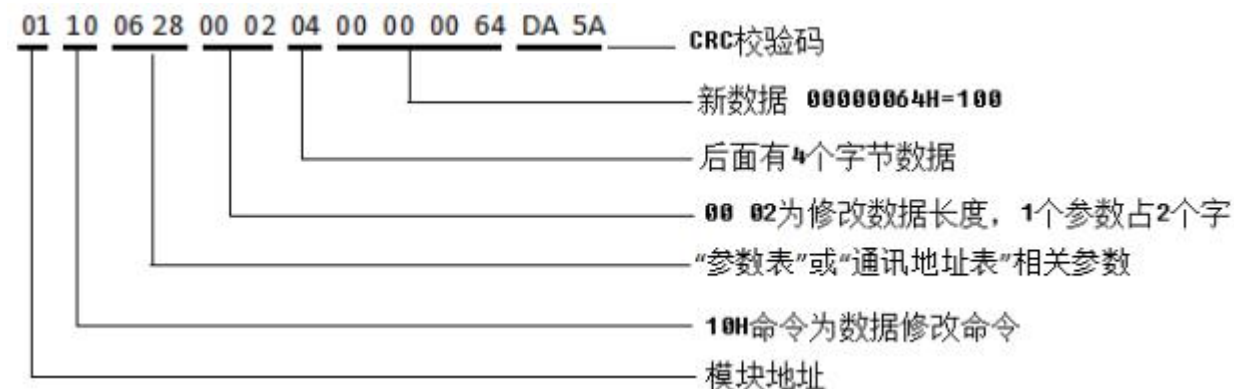 01 10 06 28 00 02 04 00 00 00 64 DA 5A
CRC校验码
新数据 00000064H=100
后面有4个字节数据
00 02为修改数据长度，1个参数占2个字
“参数表”或“通讯地址表”相关参数
10H命令为数据修改命令
模块地址